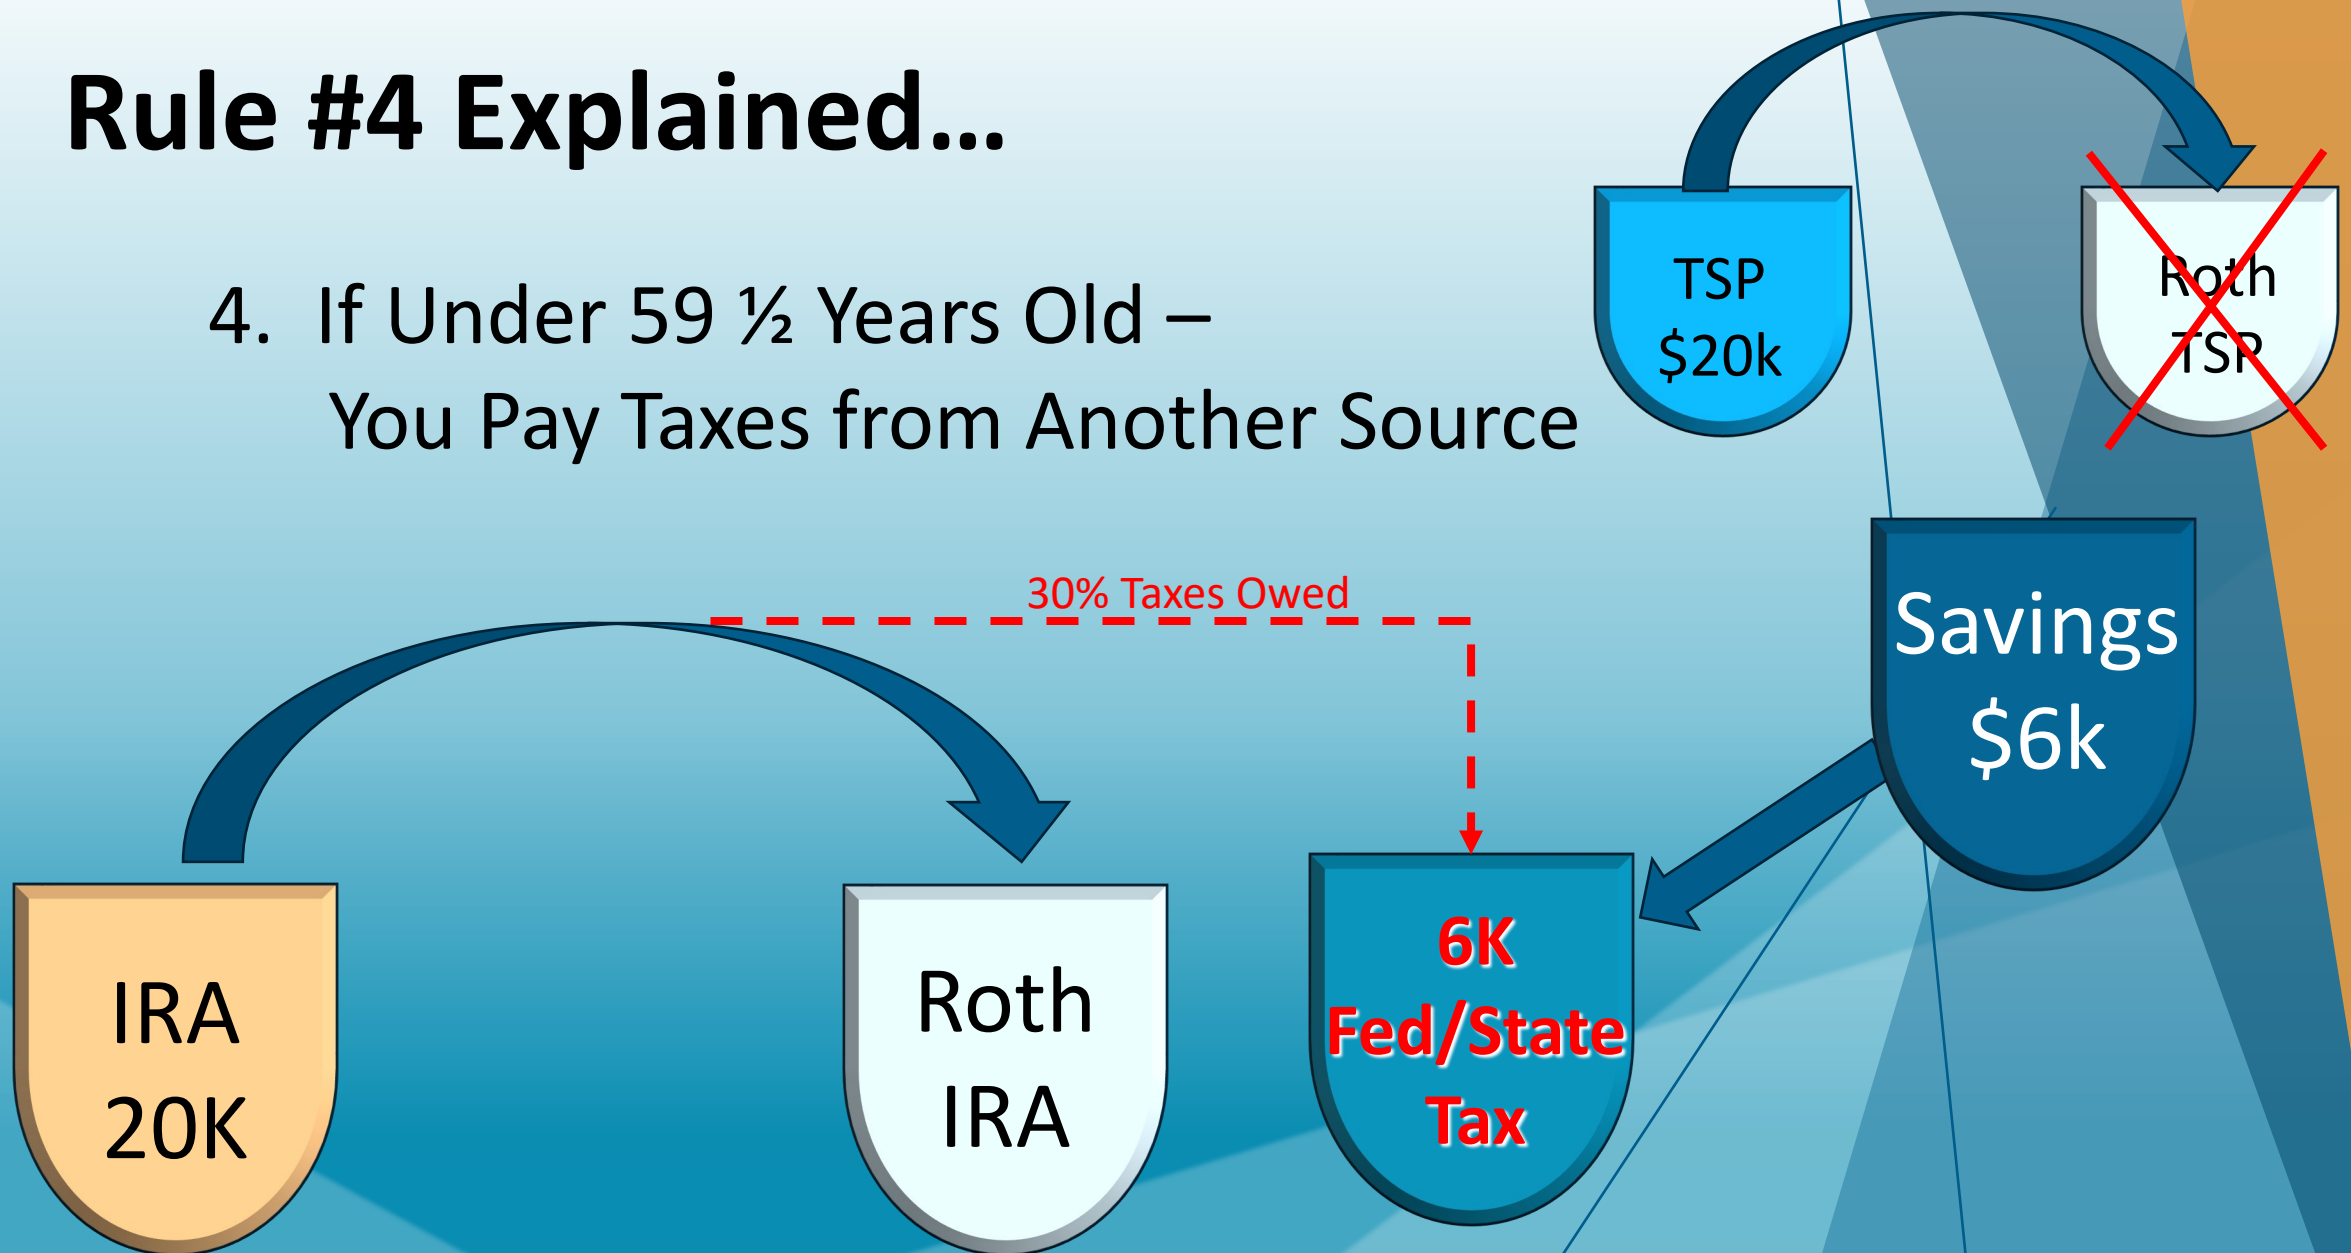 Rule #4 Explained...
4. If Under 59 ½ Years Old –
You Pay Taxes from Another Source
TSP
$20k
Roth
TSP
30% Taxes Owed
Savings
$6k
IRA
20K
Roth
IRA
6K
Fed/State
Tax